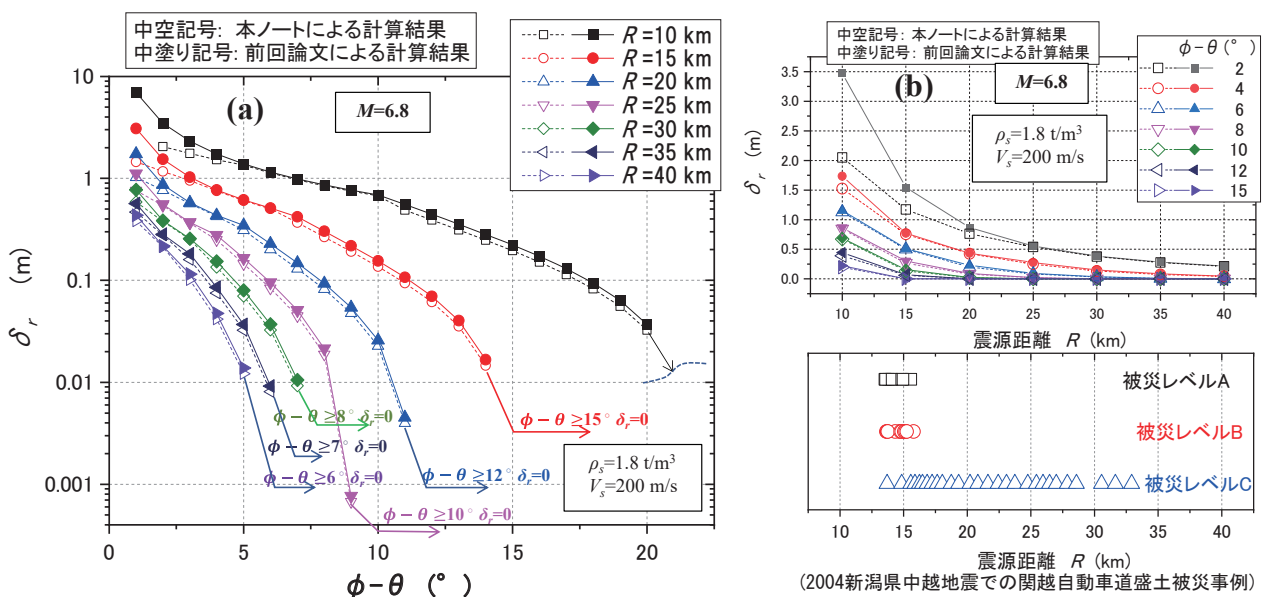 中空記号: 本ノートによる計算結果
中塗り記号: 前回論文による計算結果
(a)
M=6.8
R =10 km
R =15 km
R =20 km
R =25 km
R =30 km
R =35 km
R =40 km
10
1
0.1
0.01
0.001
δr (m)
ϕ − θ ≥8° δr=0
ϕ − θ ≥7° δr=0
ϕ − θ ≥6° δr=0
ϕ − θ ≥10° δr=0
ϕ − θ ≥12° δr=0
ϕ − θ ≥15° δr=0
ρs=1.8 t/m³
Vs=200 m/s
0 5 10 15 20
ϕ−θ (°)
中空記号: 本ノートによる計算結果
中塗り記号: 前回論文による計算結果
(b)
M=6.8
ρs=1.8 t/m³
Vs=200 m/s
ϕ-θ(°)
2
4
6
8
10
12
15
3.5
3.0
2.5
2.0
1.5
1.0
0.5
0.0
δr (m)
10 15 20 25 30 35 40
震源距離 R (km)
被災レベルA
被災レベルB
被災レベルC
10 15 20 25 30 35 40
震源距離 R (km)
(2004新潟県中越地震での関越自動車道盛土被災事例)